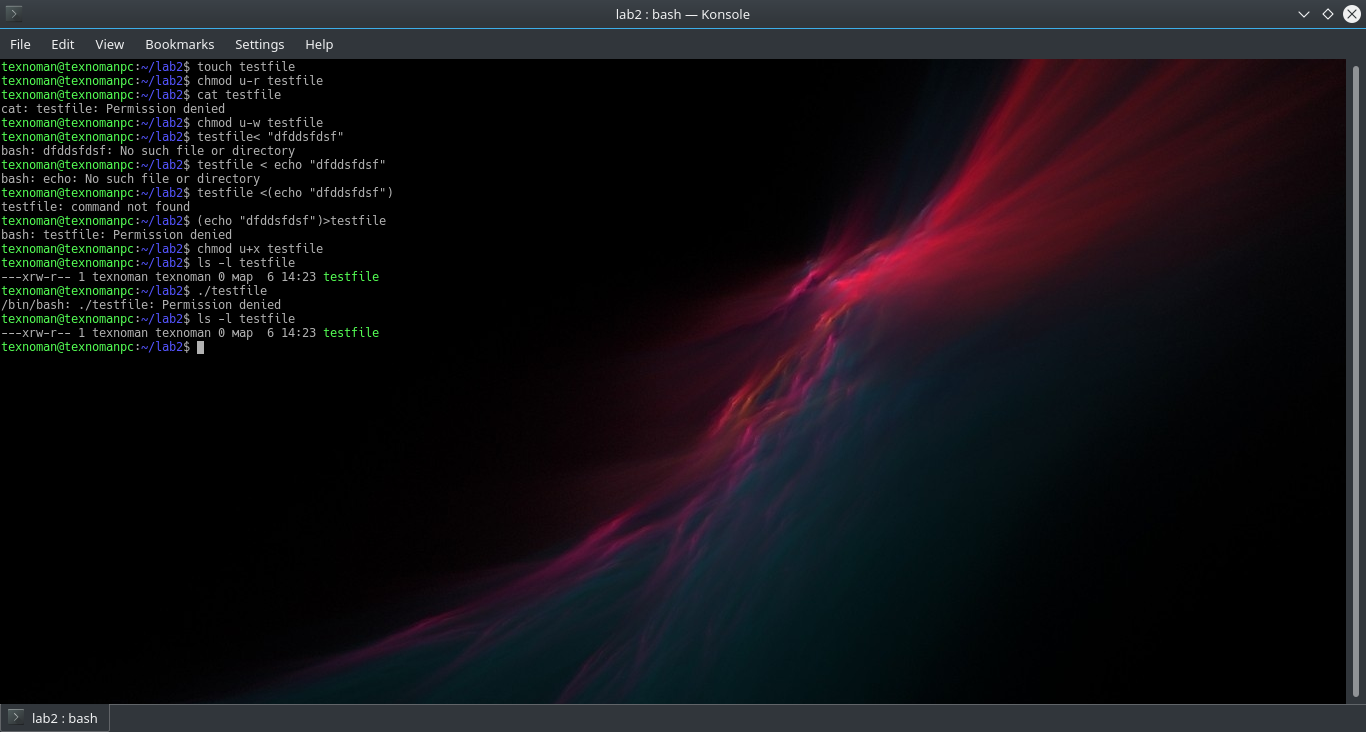 lab2 : bash — Konsole
File Edit View Bookmarks Settings Help
texnoman@texnomanpc:~/lab2$ touch testfile
texnoman@texnomanpc:~/lab2$ chmod u-r testfile
texnoman@texnomanpc:~/lab2$ cat testfile
cat: testfile: Permission denied
texnoman@texnomanpc:~/lab2$ chmod u-w testfile
texnoman@texnomanpc:~/lab2$ testfile< "dfddsfdsf"
bash: dfddsfdsf: No such file or directory
texnoman@texnomanpc:~/lab2$ testfile < echo "dfddsfdsf"
bash: echo: No such file or directory
texnoman@texnomanpc:~/lab2$ testfile <(echo "dfddsfdsf")
testfile: command not found
texnoman@texnomanpc:~/lab2$ (echo "dfddsfdsf")>testfile
bash: testfile: Permission denied
texnoman@texnomanpc:~/lab2$ chmod u+x testfile
texnoman@texnomanpc:~/lab2$ ls -l testfile
---xrw-r-- 1 texnoman texnoman 0 мар  6 14:23 testfile
texnoman@texnomanpc:~/lab2$ ./testfile
/bin/bash: ./testfile: Permission denied
texnoman@texnomanpc:~/lab2$ ls -l testfile
---xrw-r-- 1 texnoman texnoman 0 мар  6 14:23 testfile
texnoman@texnomanpc:~/lab2$
lab2 : bash